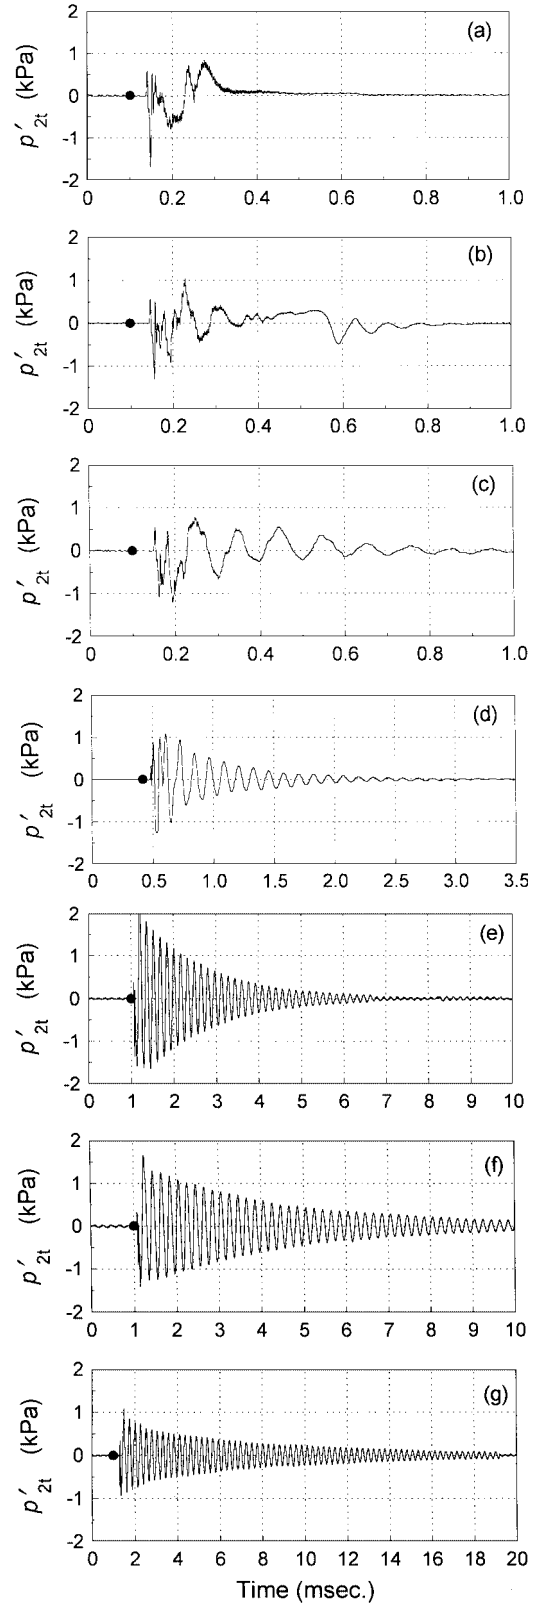 (a)
2
1
0
-1
-2
p′2t (kPa)
0 0.2 0.4 0.6 0.8 1.0
(b)
2
1
0
-1
-2
p′2t (kPa)
0 0.2 0.4 0.6 0.8 1.0
(c)
2
1
0
-1
-2
p′2t (kPa)
0 0.2 0.4 0.6 0.8 1.0
(d)
2
1
0
-1
-2
p′2t (kPa)
0 0.5 1.0 1.5 2.0 2.5 3.0 3.5
(e)
2
1
0
-1
-2
p′2t (kPa)
0 1 2 3 4 5 6 7 8 9 10
(f)
2
1
0
-1
-2
p′2t (kPa)
0 1 2 3 4 5 6 7 8 9 10
(g)
2
1
0
-1
-2
p′2t (kPa)
0 2 4 6 8 10 12 14 16 18 20
Time (msec.)